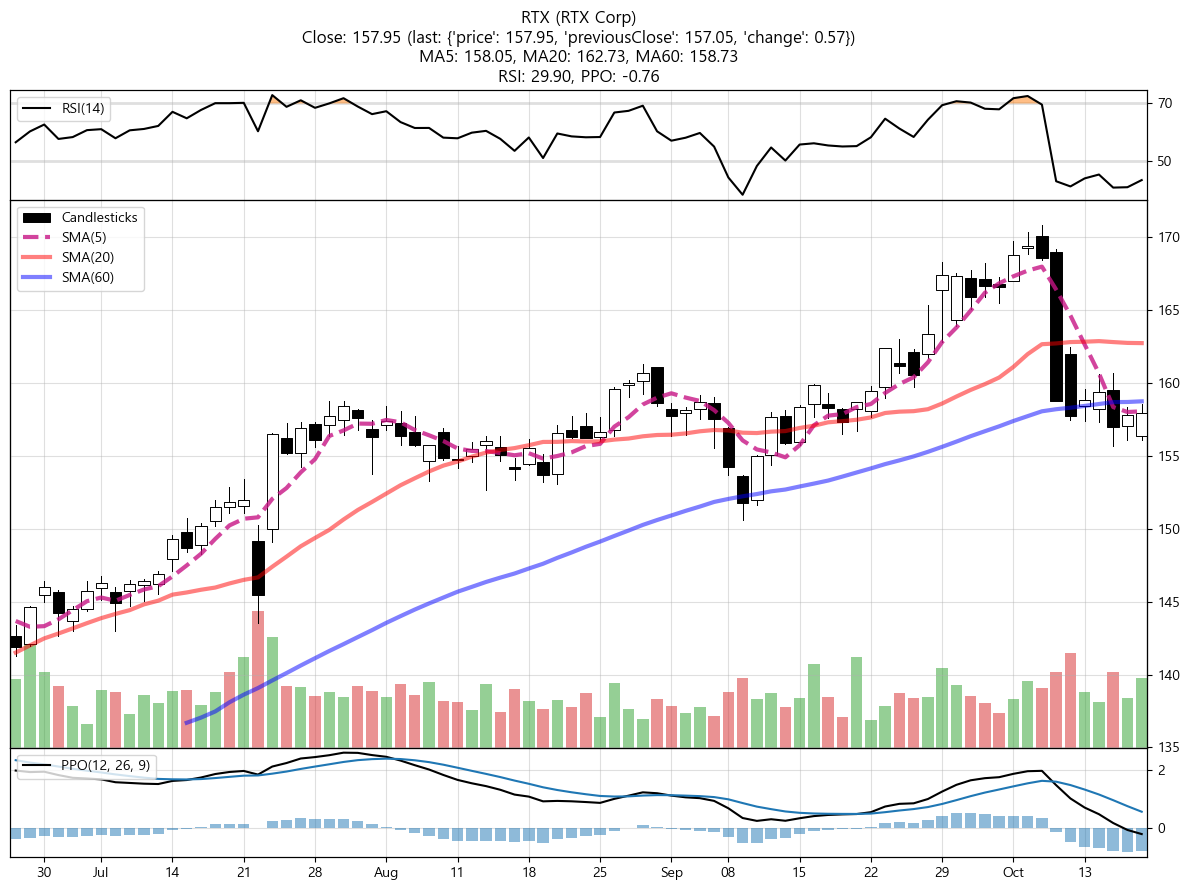 RTX (RTX Corp)
Close: 157.95 (last: {'price': 157.95, 'previousClose': 157.05, 'change': 0.57})
MA5: 158.05, MA20: 162.73, MA60: 158.73
RSI: 29.90, PPO: -0.76
RSI(14)
70
50
Candlesticks
SMA(5)
SMA(20)
SMA(60)
170
165
160
155
150
145
140
135
PPO(12, 26, 9)
2
0
30 Jul 14 21 28 Aug 11 18 25 Sep 08 15 22 29 Oct 13